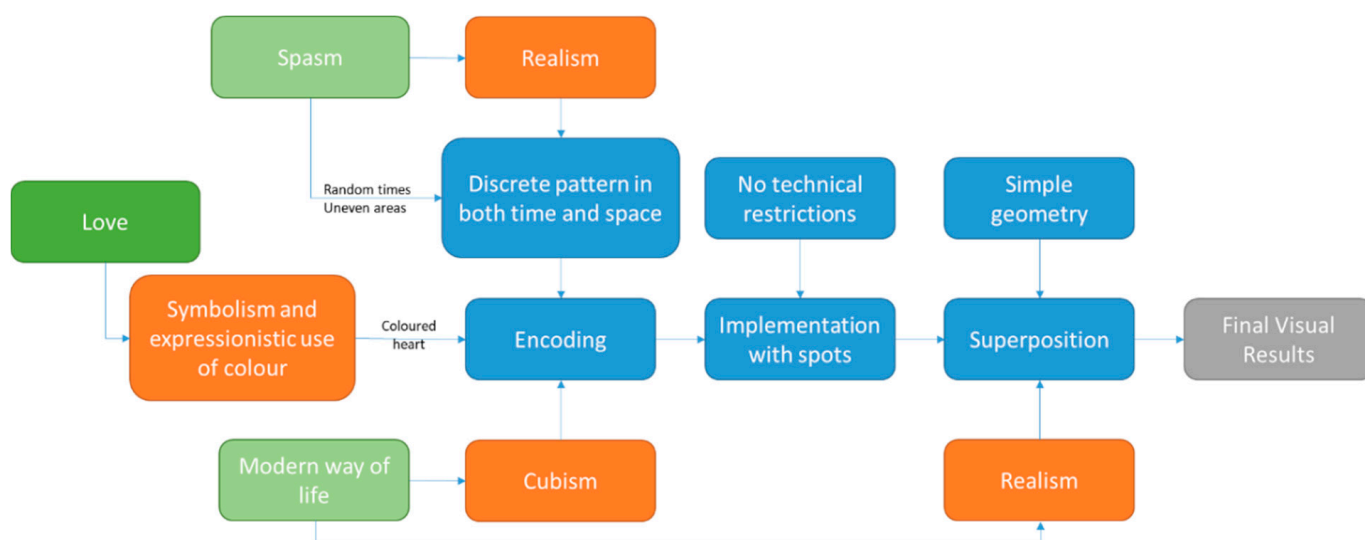 Spasm
Realism
Random times
Uneven areas
Discrete pattern in
both time and space
No technical
restrictions
Simple
geometry
Love
Symbolism and
expressionistic use
of colour
Coloured
heart
Encoding
Implementation
with spots
Superposition
Final Visual
Results
Modern way of
life
Cubism
Realism